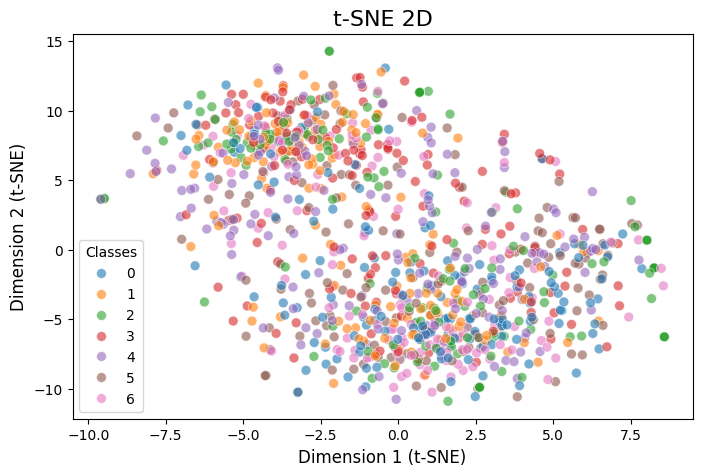 t-SNE 2D
Dimension 2 (t-SNE)
15
10
5
0
−5
−10
Classes
0
1
2
3
4
5
6
−10.0 −7.5 −5.0 −2.5 0.0 2.5 5.0 7.5
Dimension 1 (t-SNE)